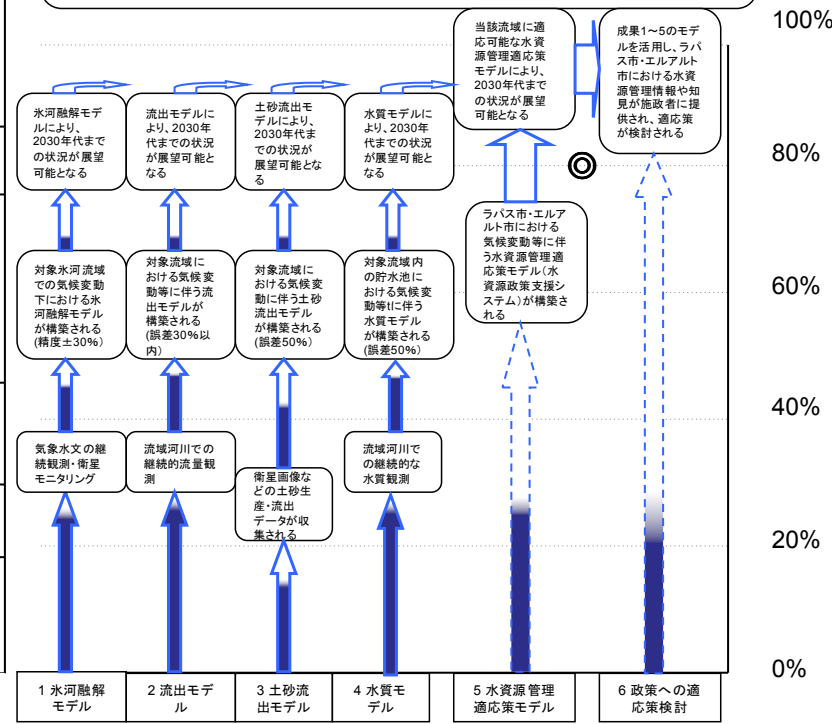 100%
80%
60%
40%
20%
0%
当該流域に適
応可能な水資
源管理適応策
モデルにより、
2030年代まで
の状況が展望
可能となる
成果1~5のモデ
ルを活用し、ラパ
ス市・エルアルト
市における水資
源管理情報や知
見が施政者に提
供され、適応策
が検討される
氷河融解モデ
ルにより、
2030年代まで
の状況が展望
可能となる
流出モデルに
より、2030年
代までの状況
が展望可能と
なる
土砂流出モ
デルにより、
2030年代ま
での状況が
展望可能とな
る
水質モデルに
より、2030年
代までの状況
が展望可能と
なる
ラパス市・エルア
ルト市における
気候変動等に伴
う水資源管理適
応策モデル(水
資源政策支援シ
ステム)が構築さ
れる
対象氷河流域
での気候変動
下における氷
河融解モデル
が構築される
(精度±30%)
対象流域に
おける気候変
動等に伴う流
出モデルが
構築される
(誤差30%以
内)
対象流域に
おける気候変
動に伴う土砂
流出モデル
が構築される
(誤差50%)
対象流域内
の貯水池に
おける気候変
動等tに伴う
水質モデル
が構築される
(誤差50%)
気象水文の継
続観測・衛星
モニタリング
流域河川での
継続的流量観
測
衛星画像な
どの土砂生
産・流出
データが収
集される
流域河川で
の継続的な
水質観測
1 氷河融解
モデル
2 流出モデ
ル
3 土砂流
出モデル
4 水質モ
デル
5 水資源管理
適応策モデル
6 政策への適
応策検討